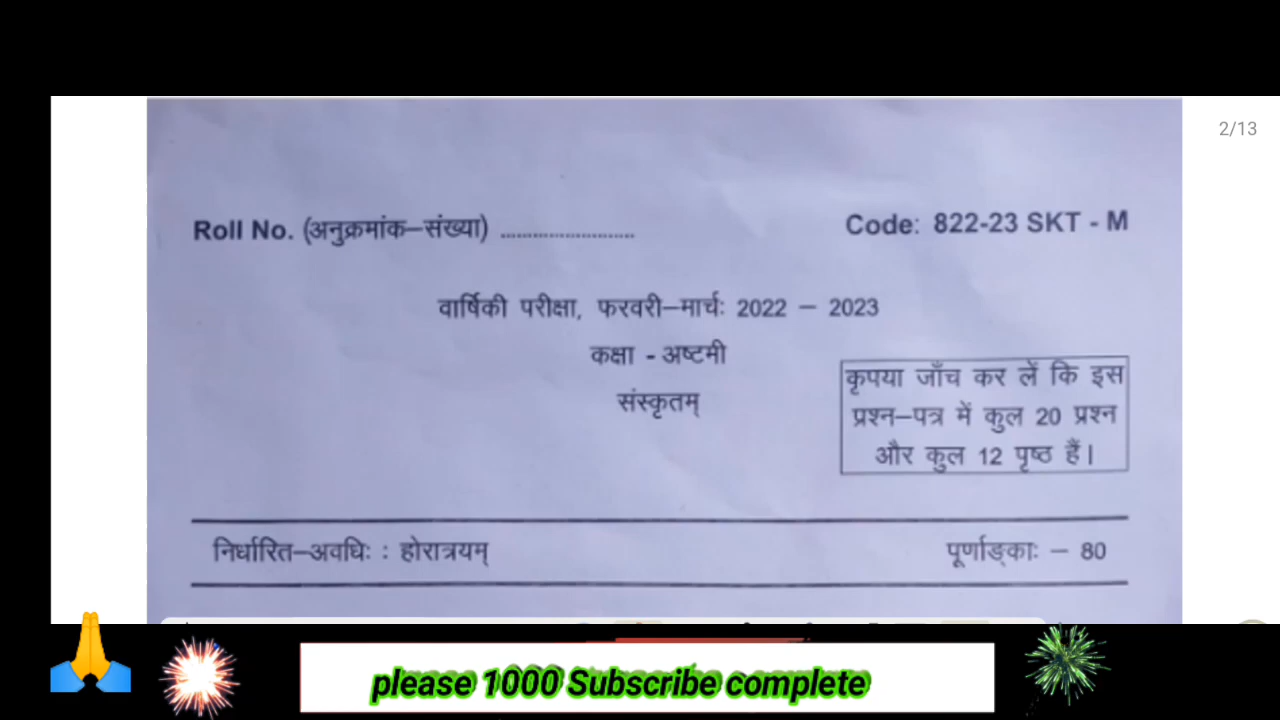 2/13
Roll No. (अनुक्रमांक–संख्या) ........................
Code: 822-23 SKT - M
वार्षिकी परीक्षा, फरवरी–मार्चः 2022 – 2023
कक्षा - अष्टमी
संस्कृतम्
कृपया जाँच कर लें कि इस
प्रश्न–पत्र में कुल 20 प्रश्न
और कुल 12 पृष्ठ हैं।
निर्धारित–अवधिः : होरात्रयम्
पूर्णाङ्काः – 80
please 1000 Subscribe complete